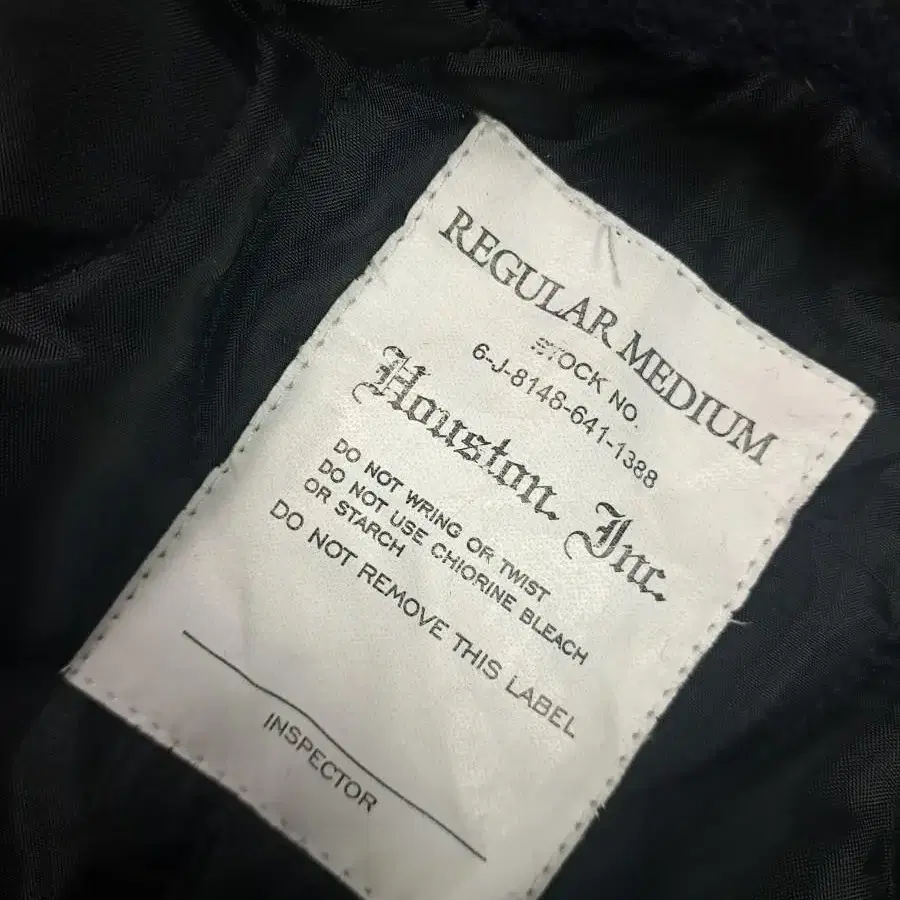 REGULAR MEDIUM
STOCK NO.
6-J-8148-641-1388
Houston, Inc.
DO NOT WRING OR TWIST
DO NOT USE CHIORINE BLEACH
OR STARCH
DO NOT REMOVE THIS LABEL
INSPECTOR